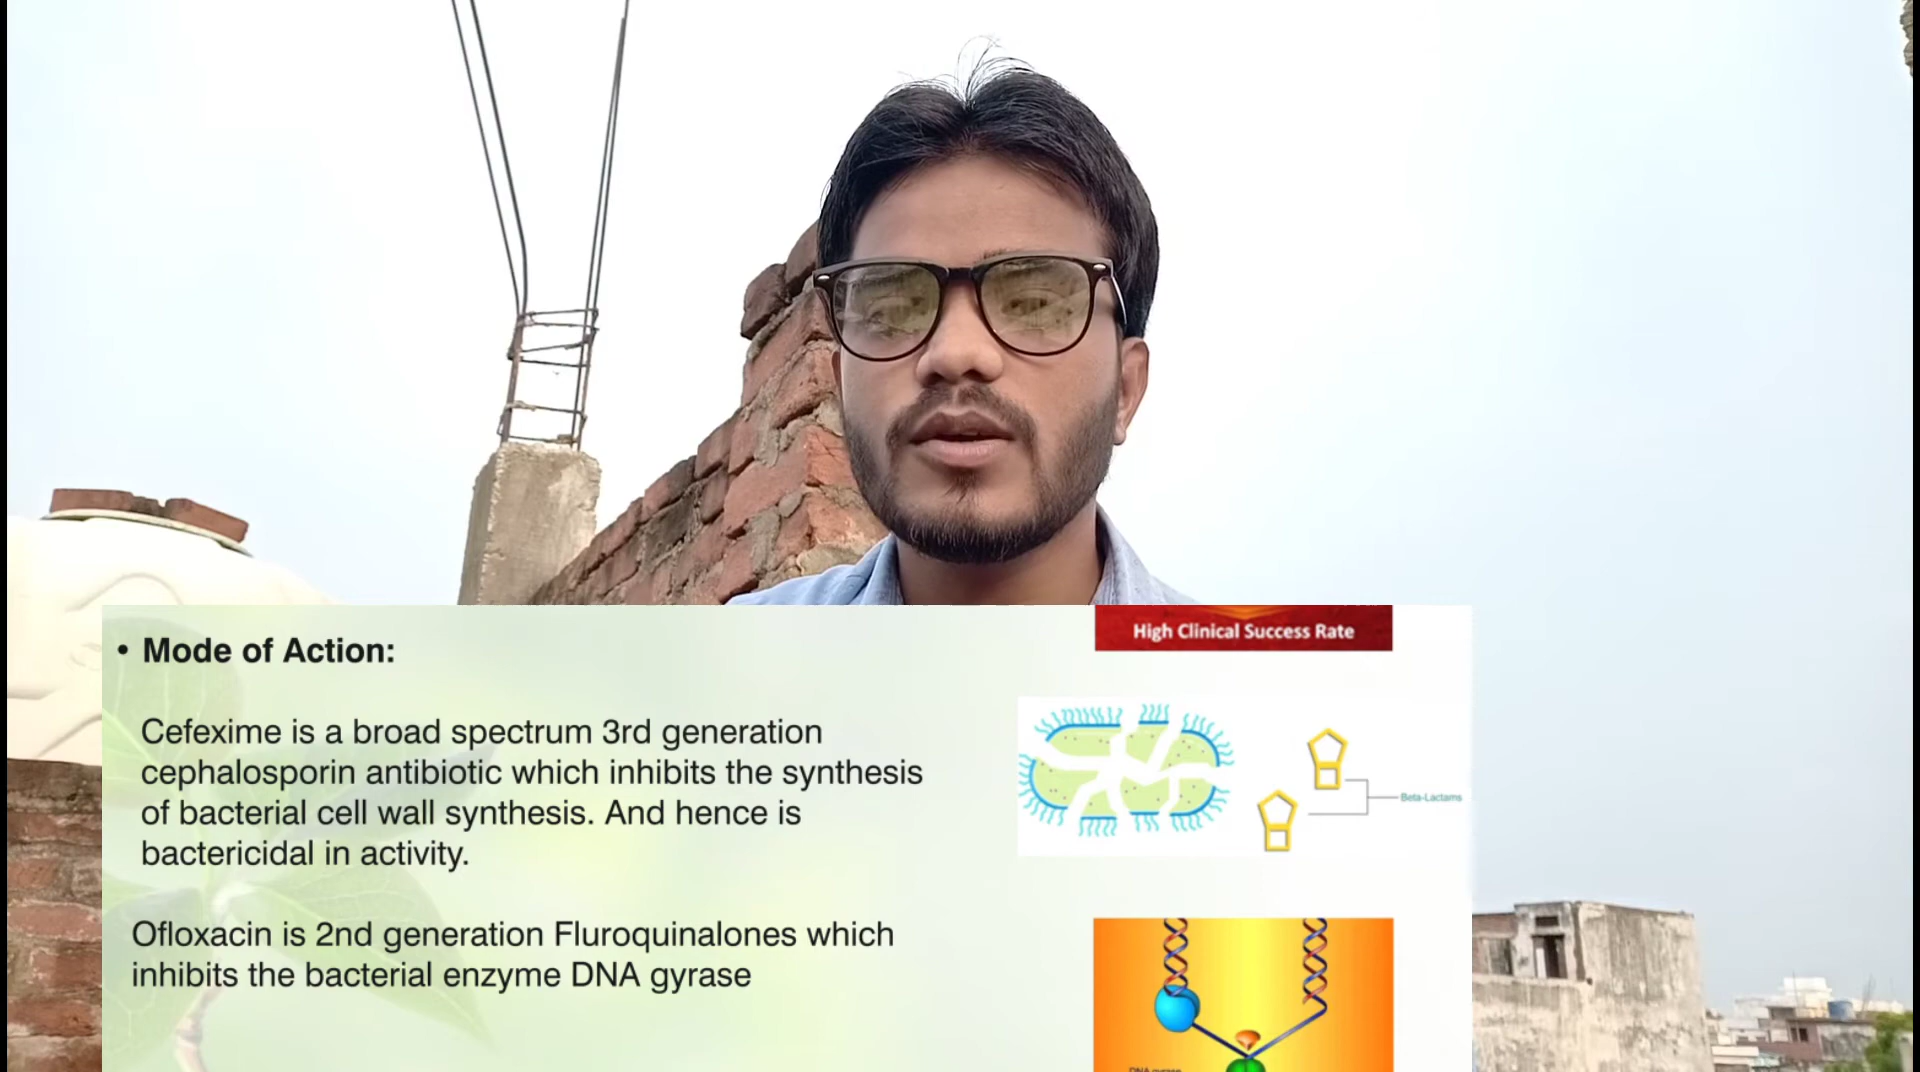 High Clinical Success Rate
• Mode of Action:
Cefexime is a broad spectrum 3rd generation
cephalosporin antibiotic which inhibits the synthesis
of bacterial cell wall synthesis. And hence is
bactericidal in activity.
Beta-Lactams
Ofloxacin is 2nd generation Fluroquinalones which
inhibits the bacterial enzyme DNA gyrase
DNA gyrase